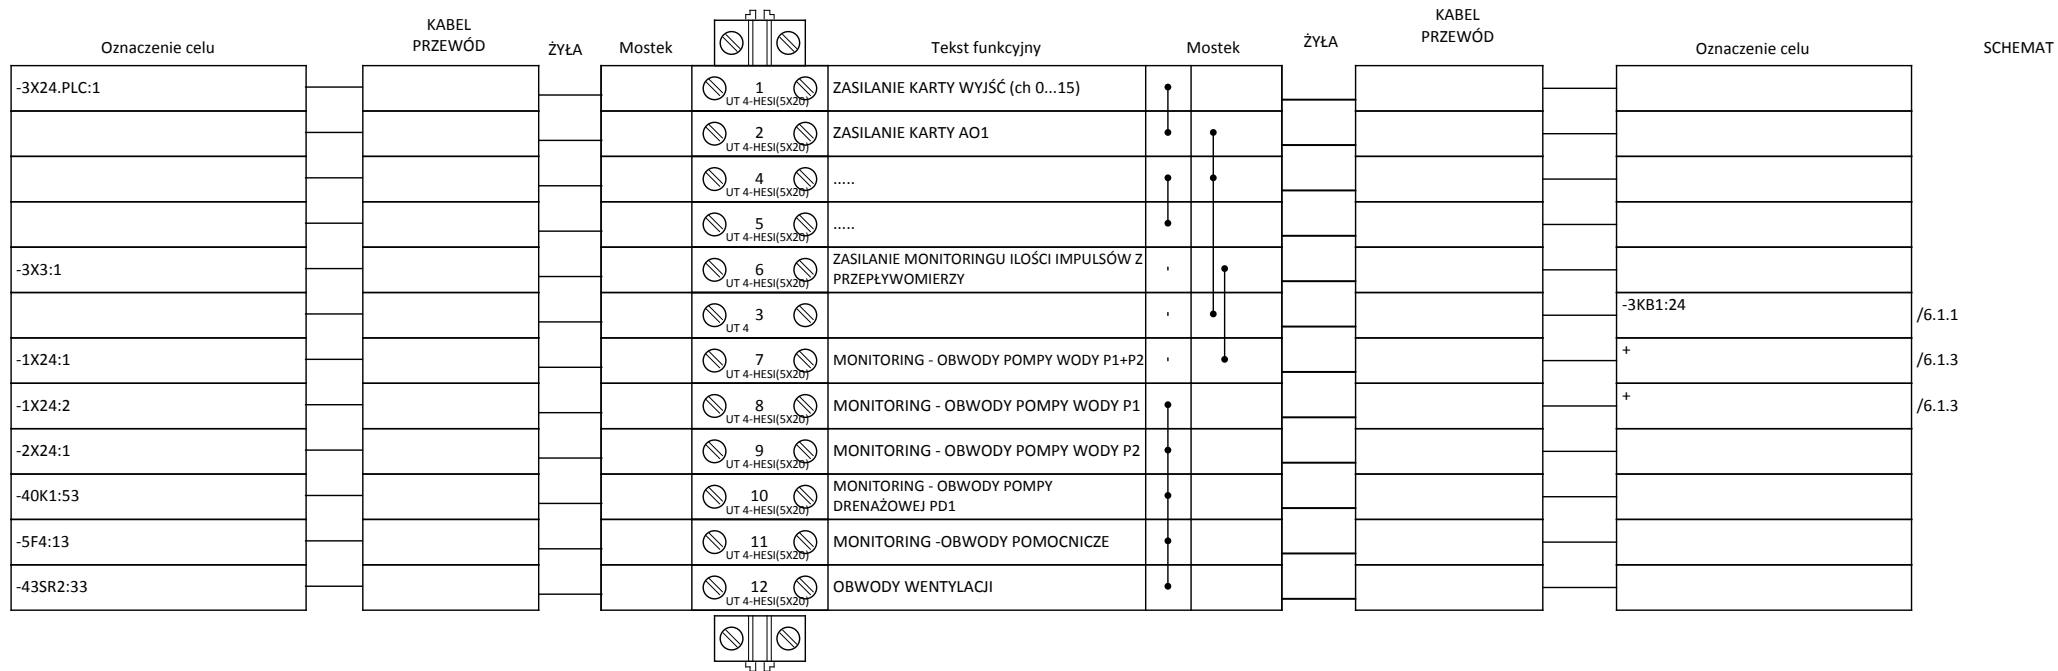 Oznaczenie celu KABEL PRZEWÓD ŻYŁA Mostek Tekst funkcyjny Mostek ŻYŁA KABEL PRZEWÓD Oznaczenie celu SCHEMAT
-3X24.PLC:1 1 UT 4-HESI(5X20) ZASILANIE KARTY WYJŚĆ (ch 0...15)
2 UT 4-HESI(5X20) ZASILANIE KARTY AO1
4 UT 4-HESI(5X20) .....
5 UT 4-HESI(5X20) .....
-3X3:1 6 UT 4-HESI(5X20) ZASILANIE MONITORINGU ILOŚCI IMPULSÓW Z
PRZEPŁYWOMIERZY
3 UT 4 -3KB1:24 /6.1.1
-1X24:1 7 UT 4-HESI(5X20) MONITORING - OBWODY POMPY WODY P1+P2 + /6.1.3
-1X24:2 8 UT 4-HESI(5X20) MONITORING - OBWODY POMPY WODY P1 + /6.1.3
-2X24:1 9 UT 4-HESI(5X20) MONITORING - OBWODY POMPY WODY P2
-40K1:53 10 UT 4-HESI(5X20) MONITORING - OBWODY POMPY
DRENAŻOWEJ PD1
-5F4:13 11 UT 4-HESI(5X20) MONITORING -OBWODY POMOCNICZE
-43SR2:33 12 UT 4-HESI(5X20) OBWODY WENTYLACJI